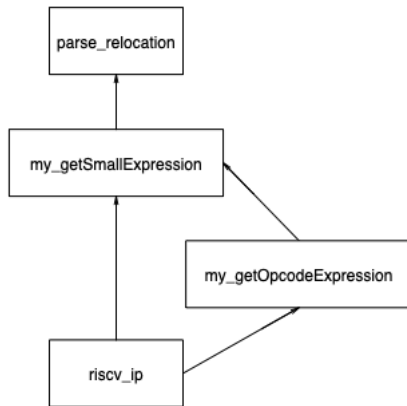 parse_relocation
my_getSmallExpression
my_getOpcodeExpression
riscv_ip